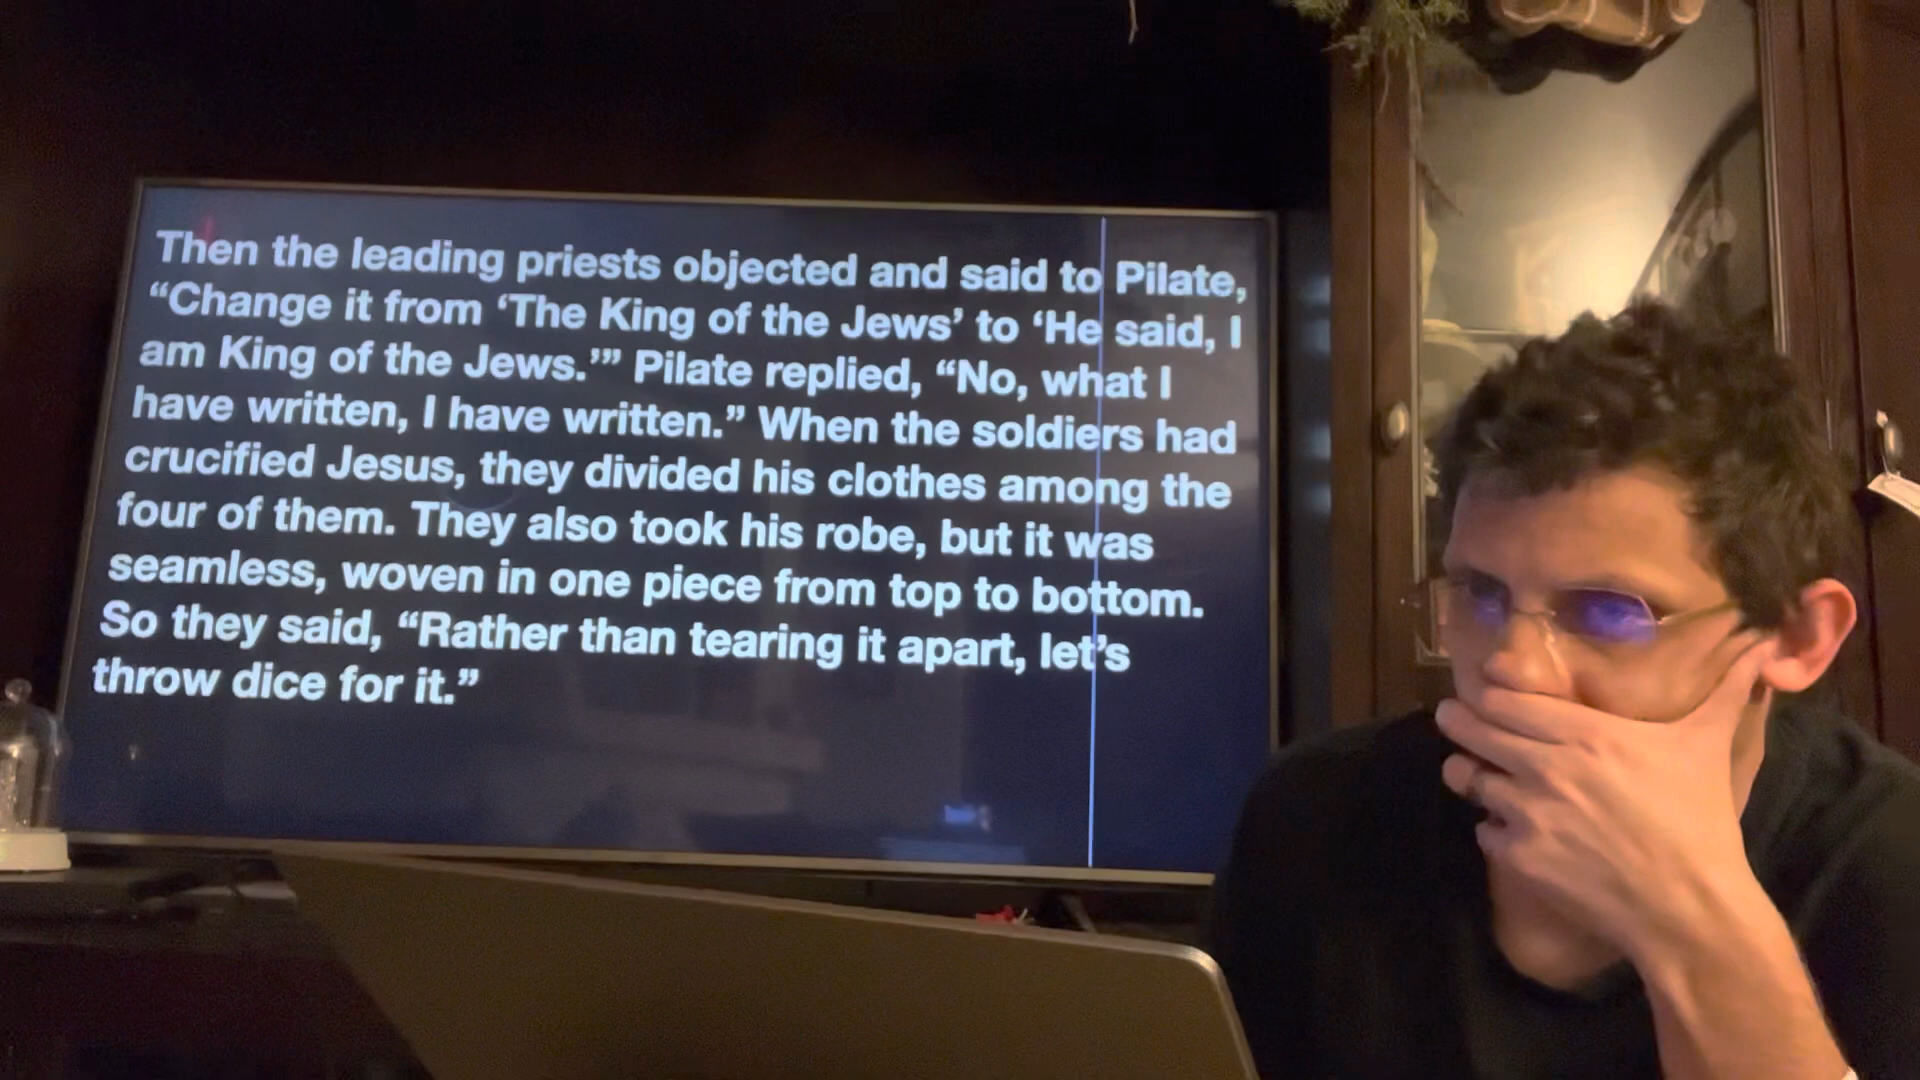 Then the leading priests objected and said to Pilate,
“Change it from ‘The King of the Jews’ to ‘He said, I
am King of the Jews.’” Pilate replied, “No, what I
have written, I have written.” When the soldiers had
crucified Jesus, they divided his clothes among the
four of them. They also took his robe, but it was
seamless, woven in one piece from top to bottom.
So they said, “Rather than tearing it apart, let’s
throw dice for it.”